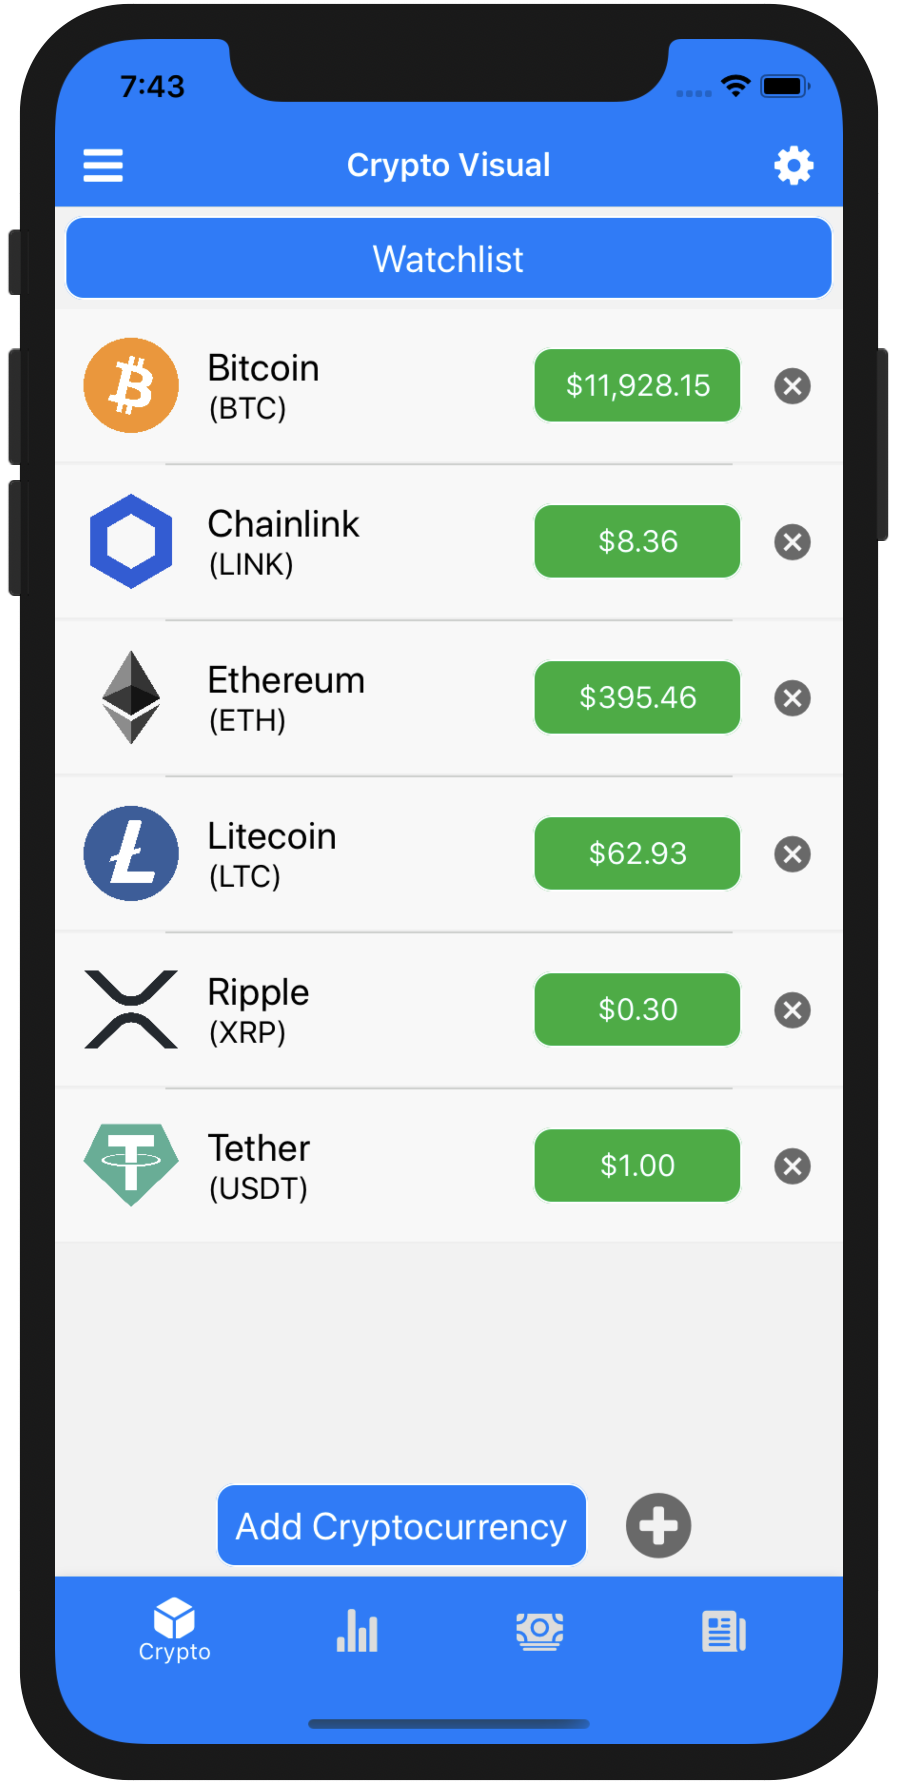 7:43
Crypto Visual
Watchlist
Bitcoin
(BTC)
$11,928.15
Chainlink
(LINK)
$8.36
Ethereum
(ETH)
$395.46
Litecoin
(LTC)
$62.93
Ripple
(XRP)
$0.30
Tether
(USDT)
$1.00
Add Cryptocurrency
Crypto